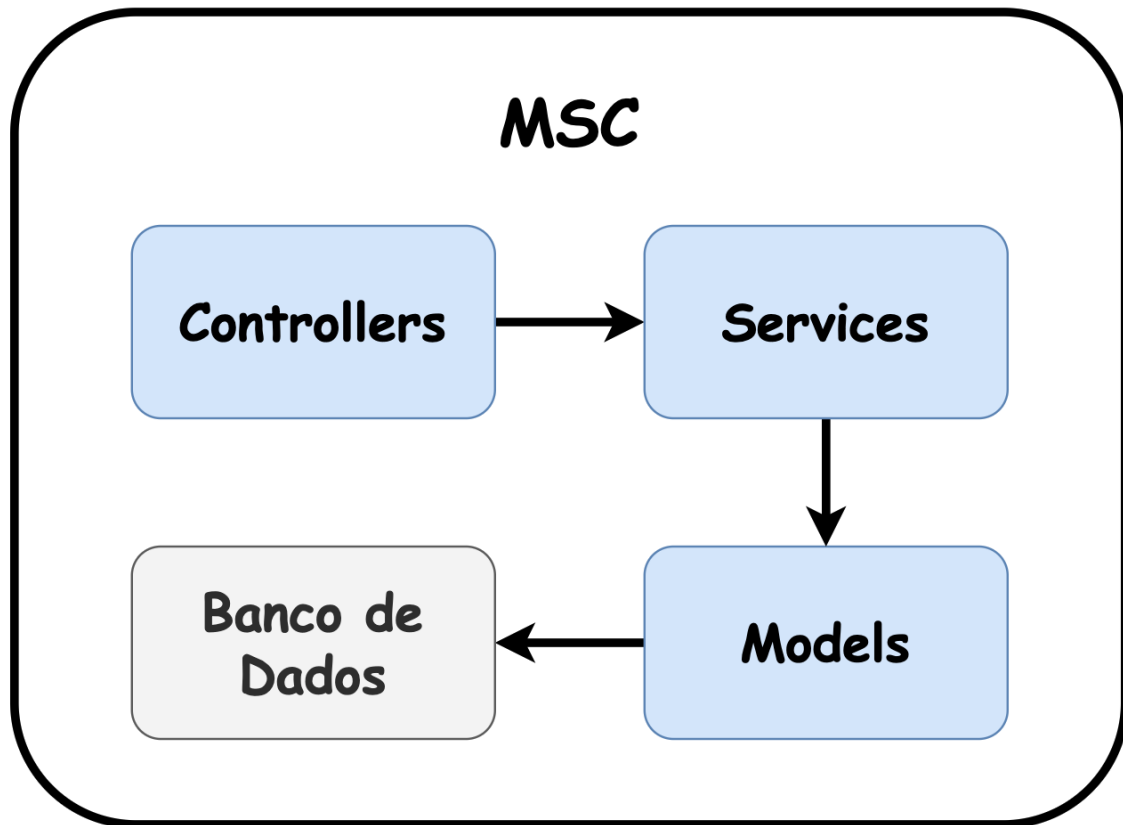 MSC
Controllers
Services
Banco de
Dados
Models